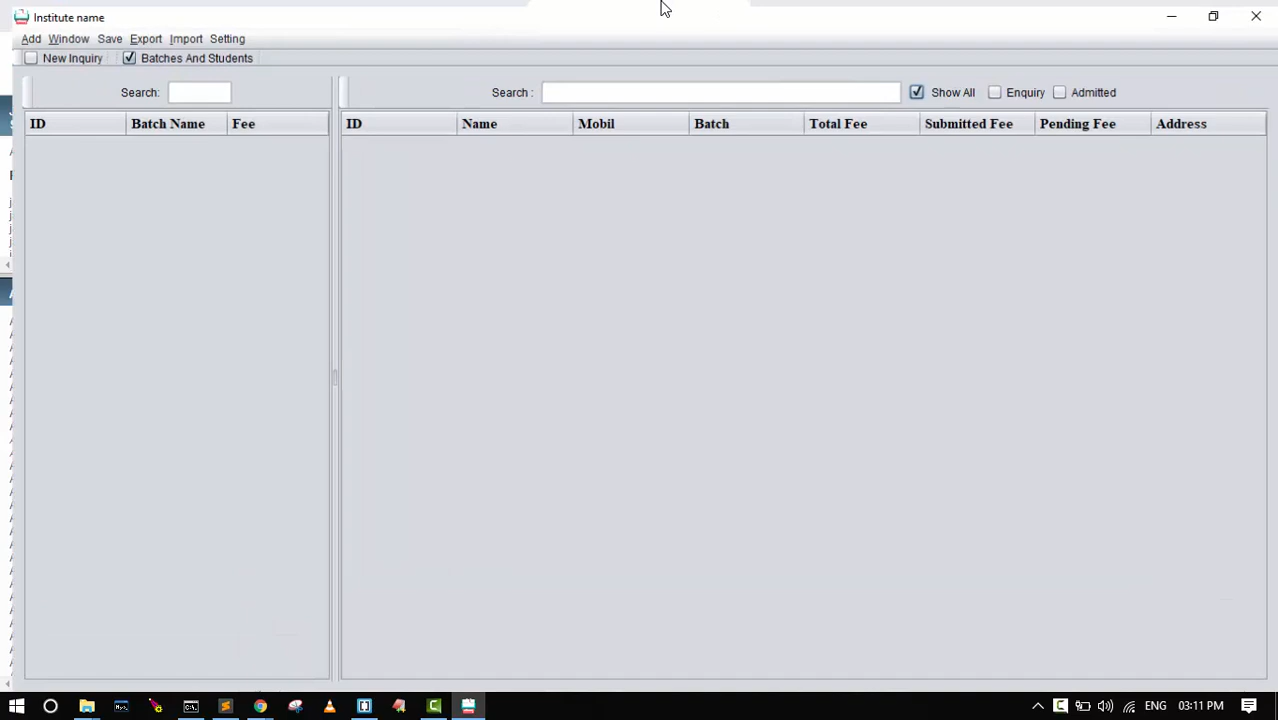 Institute name
Add Window Save Export Import Setting
New Inquiry Batches And Students
Search: Search : Show All Enquiry Admitted
ID Batch Name Fee ID Name Mobil Batch Total Fee Submitted Fee Pending Fee Address
ENG 03:11 PM